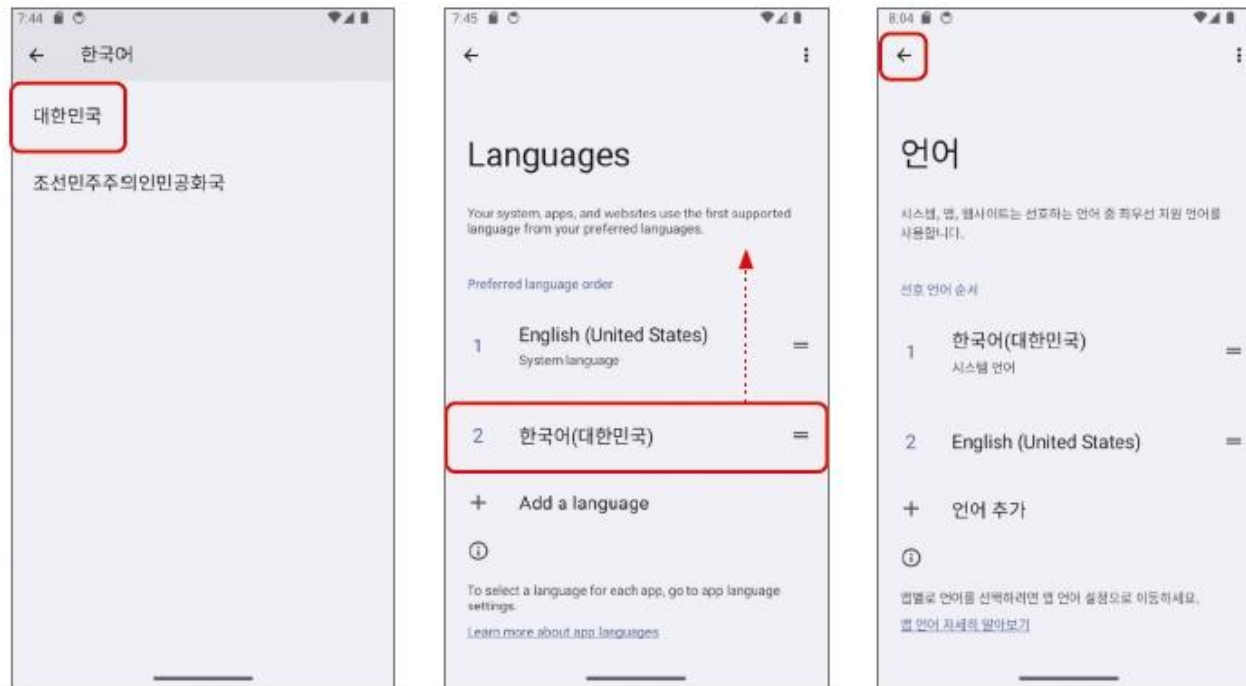 7:44
한국어
대한민국
조선민주주의인민공화국
7:45
Languages
Your system, apps, and websites use the first supported
language from your preferred languages.
Preferred language order
1
English (United States)
System language
2
한국어(대한민국)
+ Add a language
To select a language for each app, go to app language
settings.
Learn more about app languages
8:04
언어
시스템, 앱, 웹사이트는 선호하는 언어 중 최우선 지원 언어를
사용합니다.
선호 언어 순서
1
한국어(대한민국)
시스템 언어
2
English (United States)
+ 언어 추가
앱별로 언어를 선택하려면 앱 언어 설정으로 이동하세요.
앱 언어 자세히 알아보기